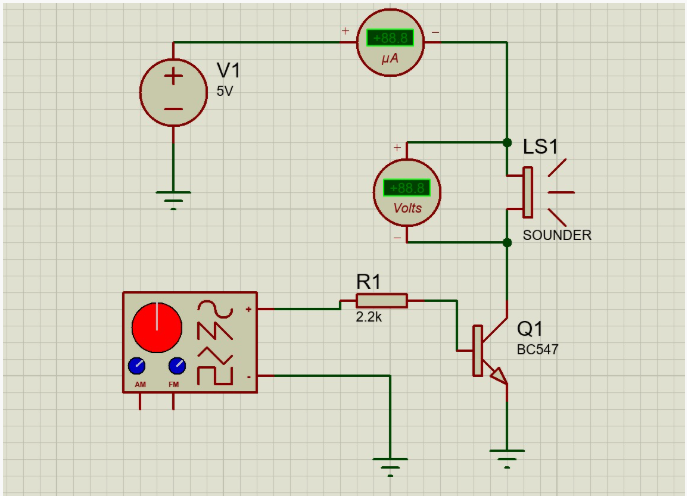 +88.8
µA
+ −
V1
5V
LS1
+
+88.8
Volts
−
SOUNDER
R1
2.2k
+
Q1
BC547
-
AM FM